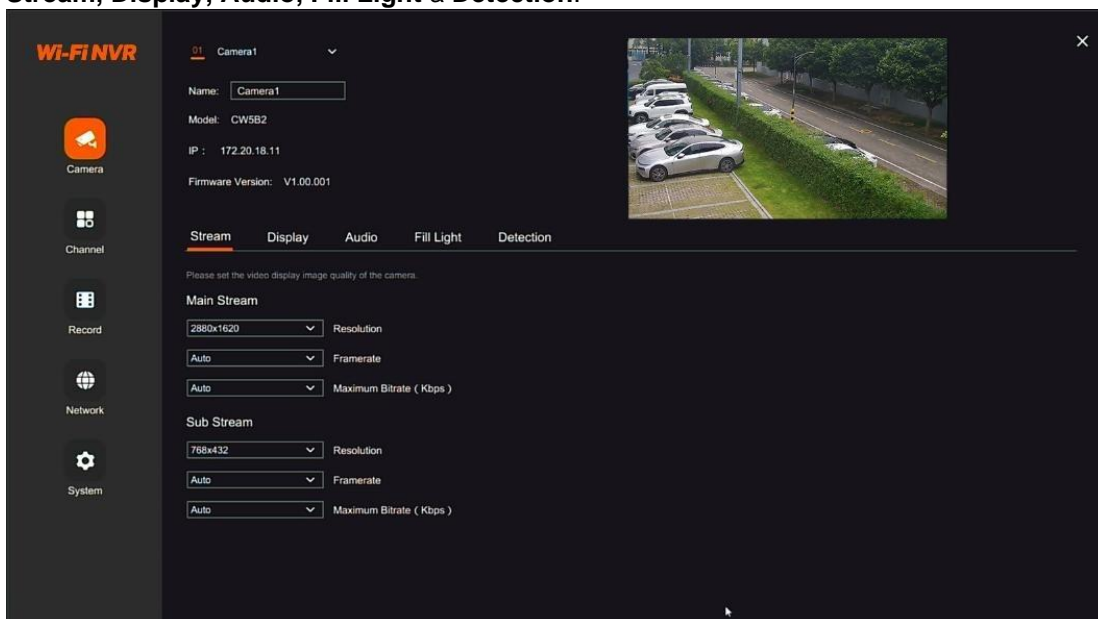 Stream, Display, Audio, Fill Light a Detection.
Wi-Fi NVR
01 Camera1
Name: Camera1
Model: CW5B2
IP : 172.20.18.11
Firmware Version: V1.00.001
Camera
Channel
Record
Network
System
Stream Display Audio Fill Light Detection
Please set the video display image quality of the camera.
Main Stream
2880x1620 Resolution
Auto Framerate
Auto Maximum Bitrate ( Kbps )
Sub Stream
768x432 Resolution
Auto Framerate
Auto Maximum Bitrate ( Kbps )